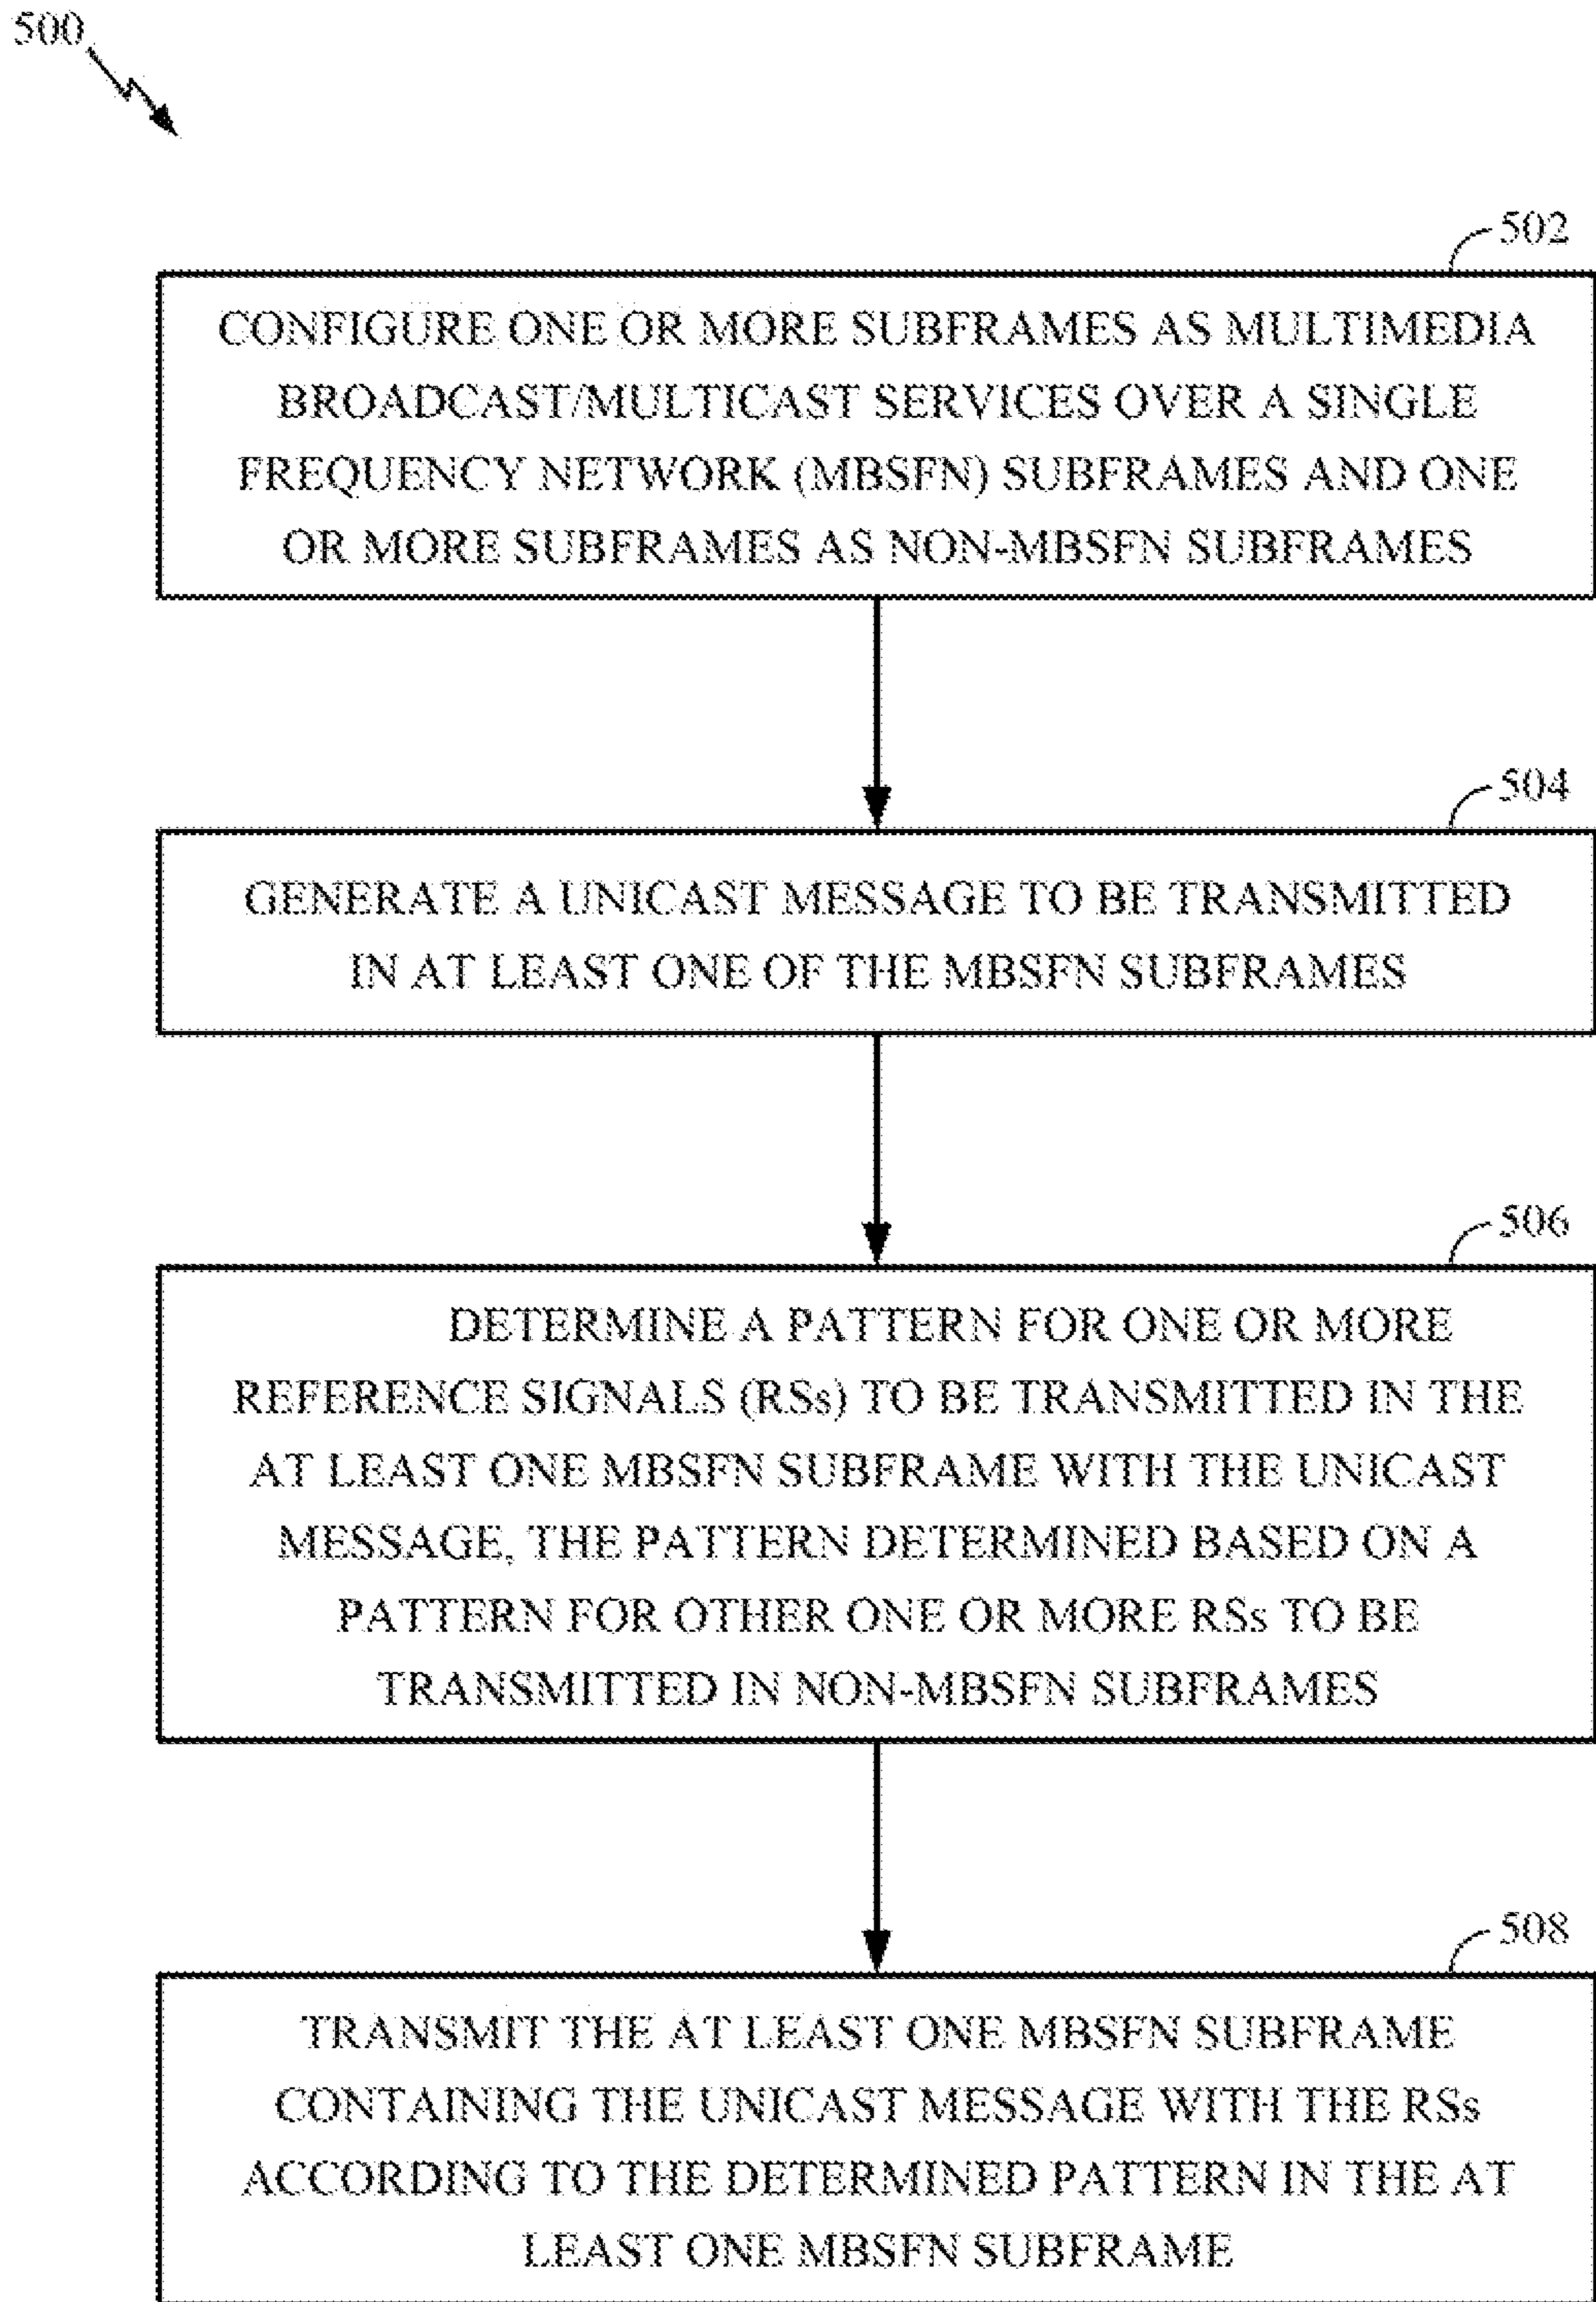 500
502
CONFIGURE ONE OR MORE SUBFRAMES AS MULTIMEDIA
BROADCAST/MULTICAST SERVICES OVER A SINGLE
FREQUENCY NETWORK (MBSFN) SUBFRAMES AND ONE
OR MORE SUBFRAMES AS NON-MBSFN SUBFRAMES
504
GENERATE A UNICAST MESSAGE TO BE TRANSMITTED
IN AT LEAST ONE OF THE MBSFN SUBFRAMES
506
DETERMINE A PATTERN FOR ONE OR MORE
REFERENCE SIGNALS (RSs) TO BE TRANSMITTED IN THE
AT LEAST ONE MBSFN SUBFRAME WITH THE UNICAST
MESSAGE, THE PATTERN DETERMINED BASED ON A
PATTERN FOR OTHER ONE OR MORE RSs TO BE
TRANSMITTED IN NON-MBSFN SUBFRAMES
508
TRANSMIT THE AT LEAST ONE MBSFN SUBFRAME
CONTAINING THE UNICAST MESSAGE WITH THE RSs
ACCORDING TO THE DETERMINED PATTERN IN THE AT
LEAST ONE MBSFN SUBFRAME